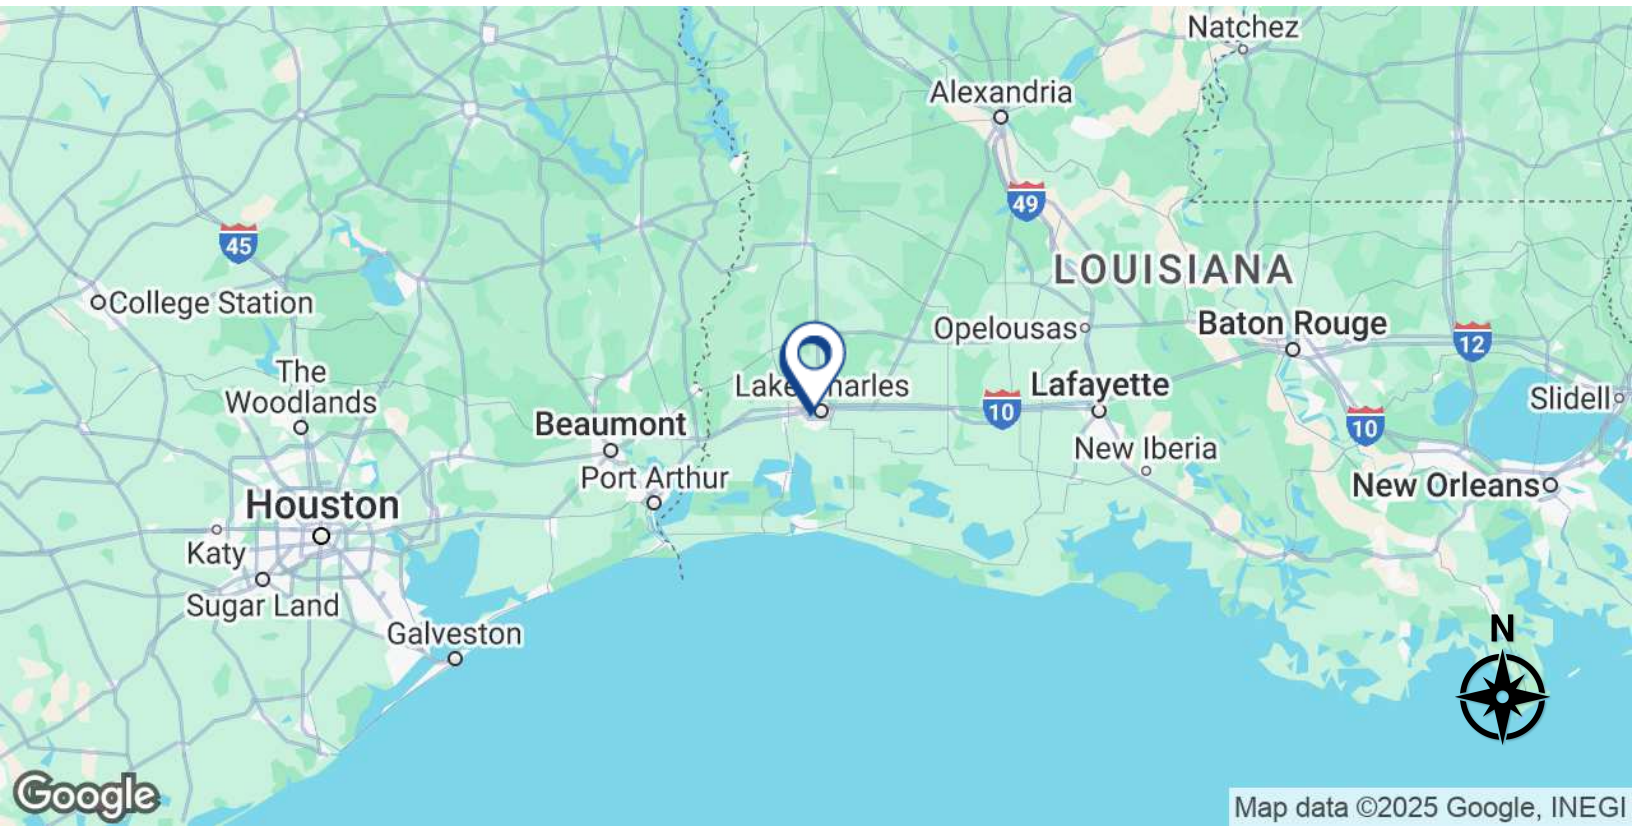 Natchez
Alexandria
49
45
LOUISIANA
College Station
Opelousas
Baton Rouge
12
The
Woodlands
Lake Charles
10
Lafayette
Slidell
Beaumont
10
New Iberia
Port Arthur
New Orleans
Houston
Katy
Sugar Land
Galveston
N
Google
Map data ©2025 Google, INEGI